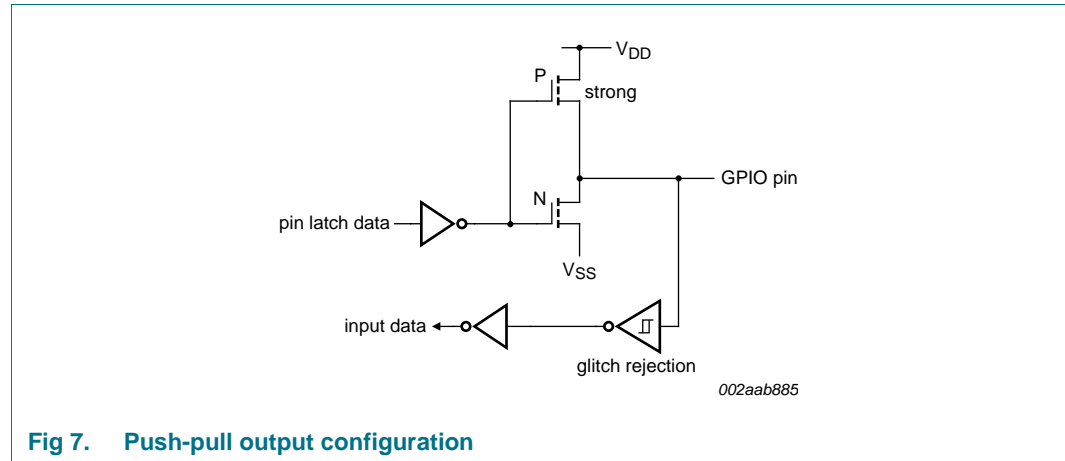 VDD
P
strong
GPIO pin
N
pin latch data
VSS
input data
glitch rejection
002aab885
Fig 7. Push-pull output configuration